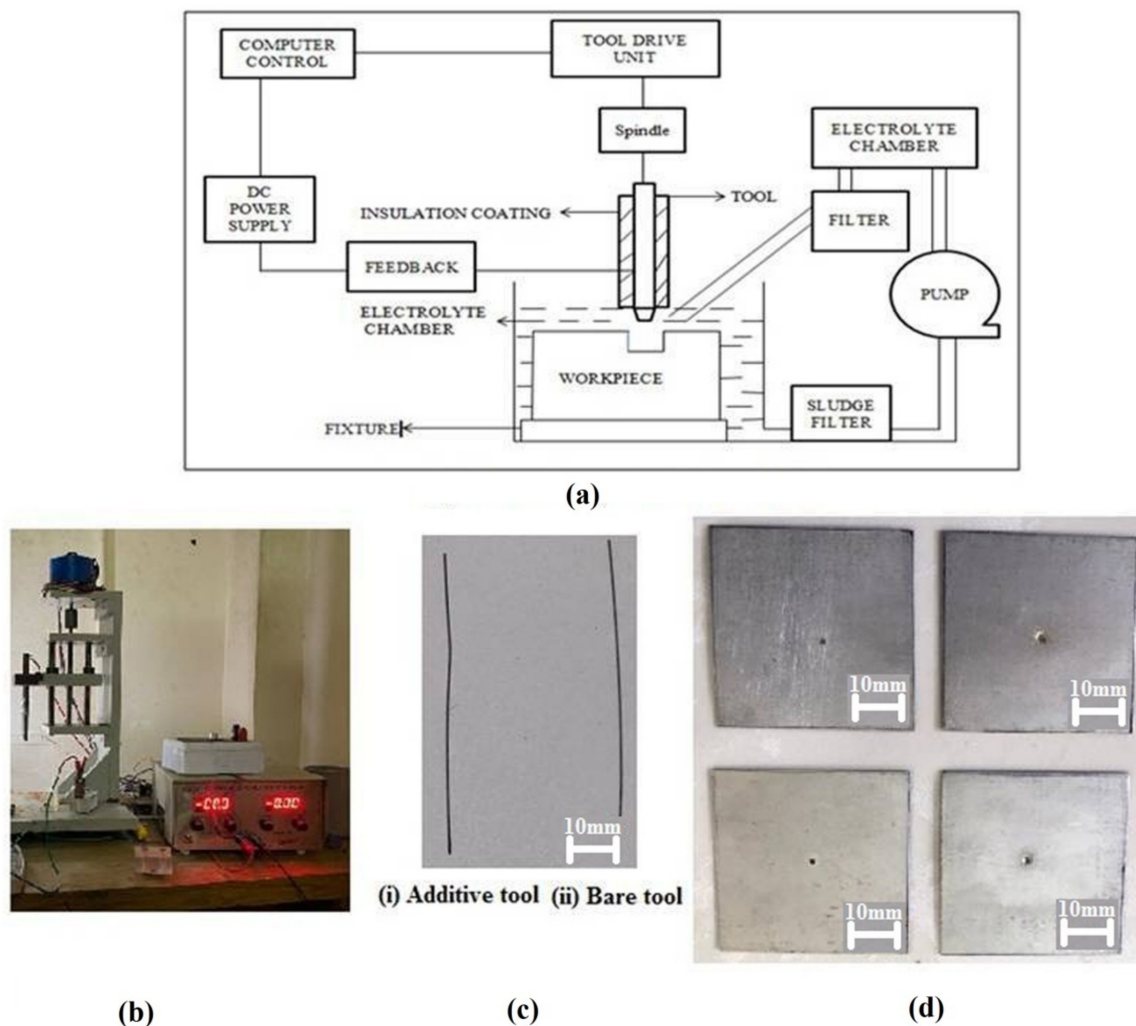 COMPUTER
CONTROL
TOOL DRIVE
UNIT
Spindle
ELECTROLYTE
CHAMBER
DC
POWER
SUPPLY
INSULATION COATING
TOOL
FILTER
FEEDBACK
PUMP
ELECTROLYTE
CHAMBER
WORKPIECE
SLUDGE
FILTER
FIXTURE
(a)
10mm
10mm
10mm
10mm
10mm
(i) Additive tool (ii) Bare tool
(b)
(c)
(d)